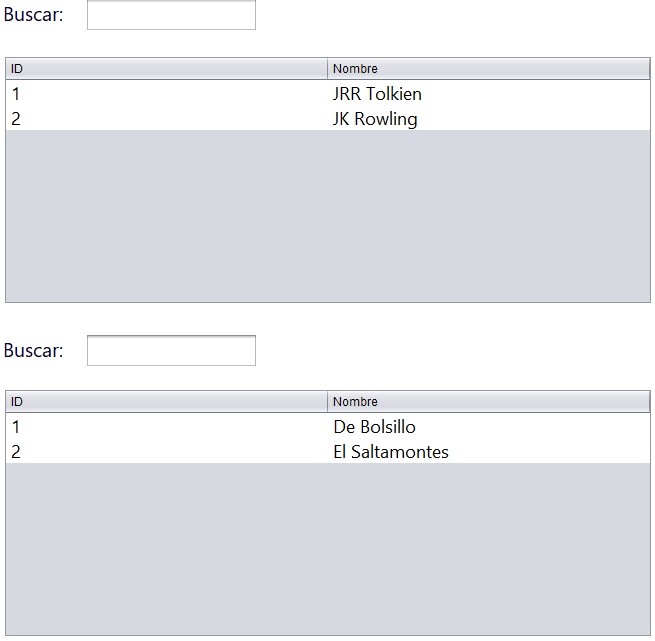 Buscar:
ID Nombre
1 JRR Tolkien
2 JK Rowling
Buscar:
ID Nombre
1 De Bolsillo
2 El Saltamontes